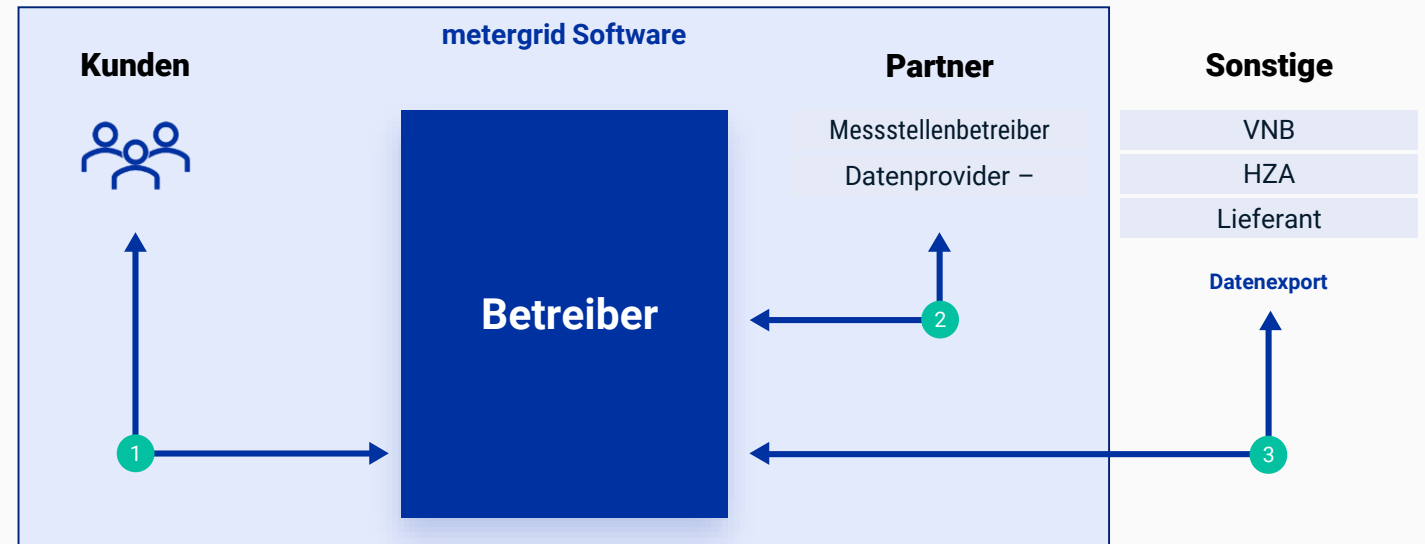 metergrid Software
Kunden
Partner
Sonstige
Messstellenbetreiber
Datenprovider –
VNB
HZA
Lieferant
Datenexport
Betreiber
1
2
3